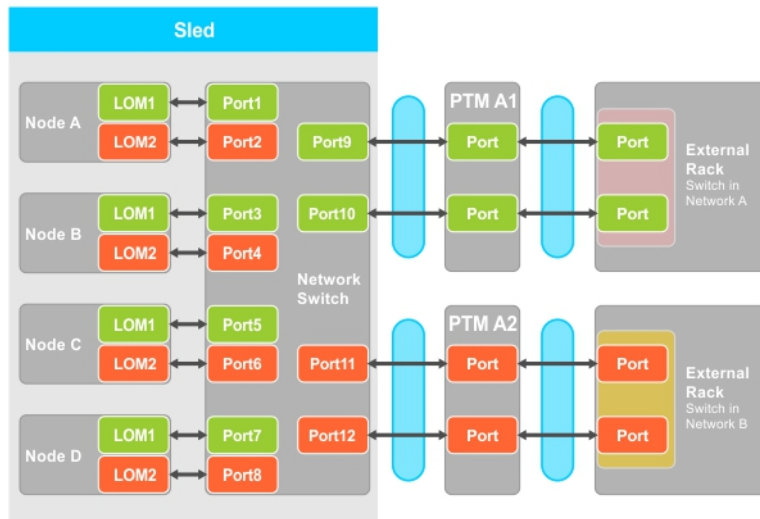 Sled
Node A
LOM1
LOM2
Port1
Port2
Node B
LOM1
LOM2
Port3
Port4
Node C
LOM1
LOM2
Port5
Port6
Node D
LOM1
LOM2
Port7
Port8
Port9
Port10
Network
Switch
Port11
Port12
PTM A1
Port
Port
Port
Port
External
Rack
Switch in
Network A
PTM A2
Port
Port
Port
Port
External
Rack
Switch in
Network B